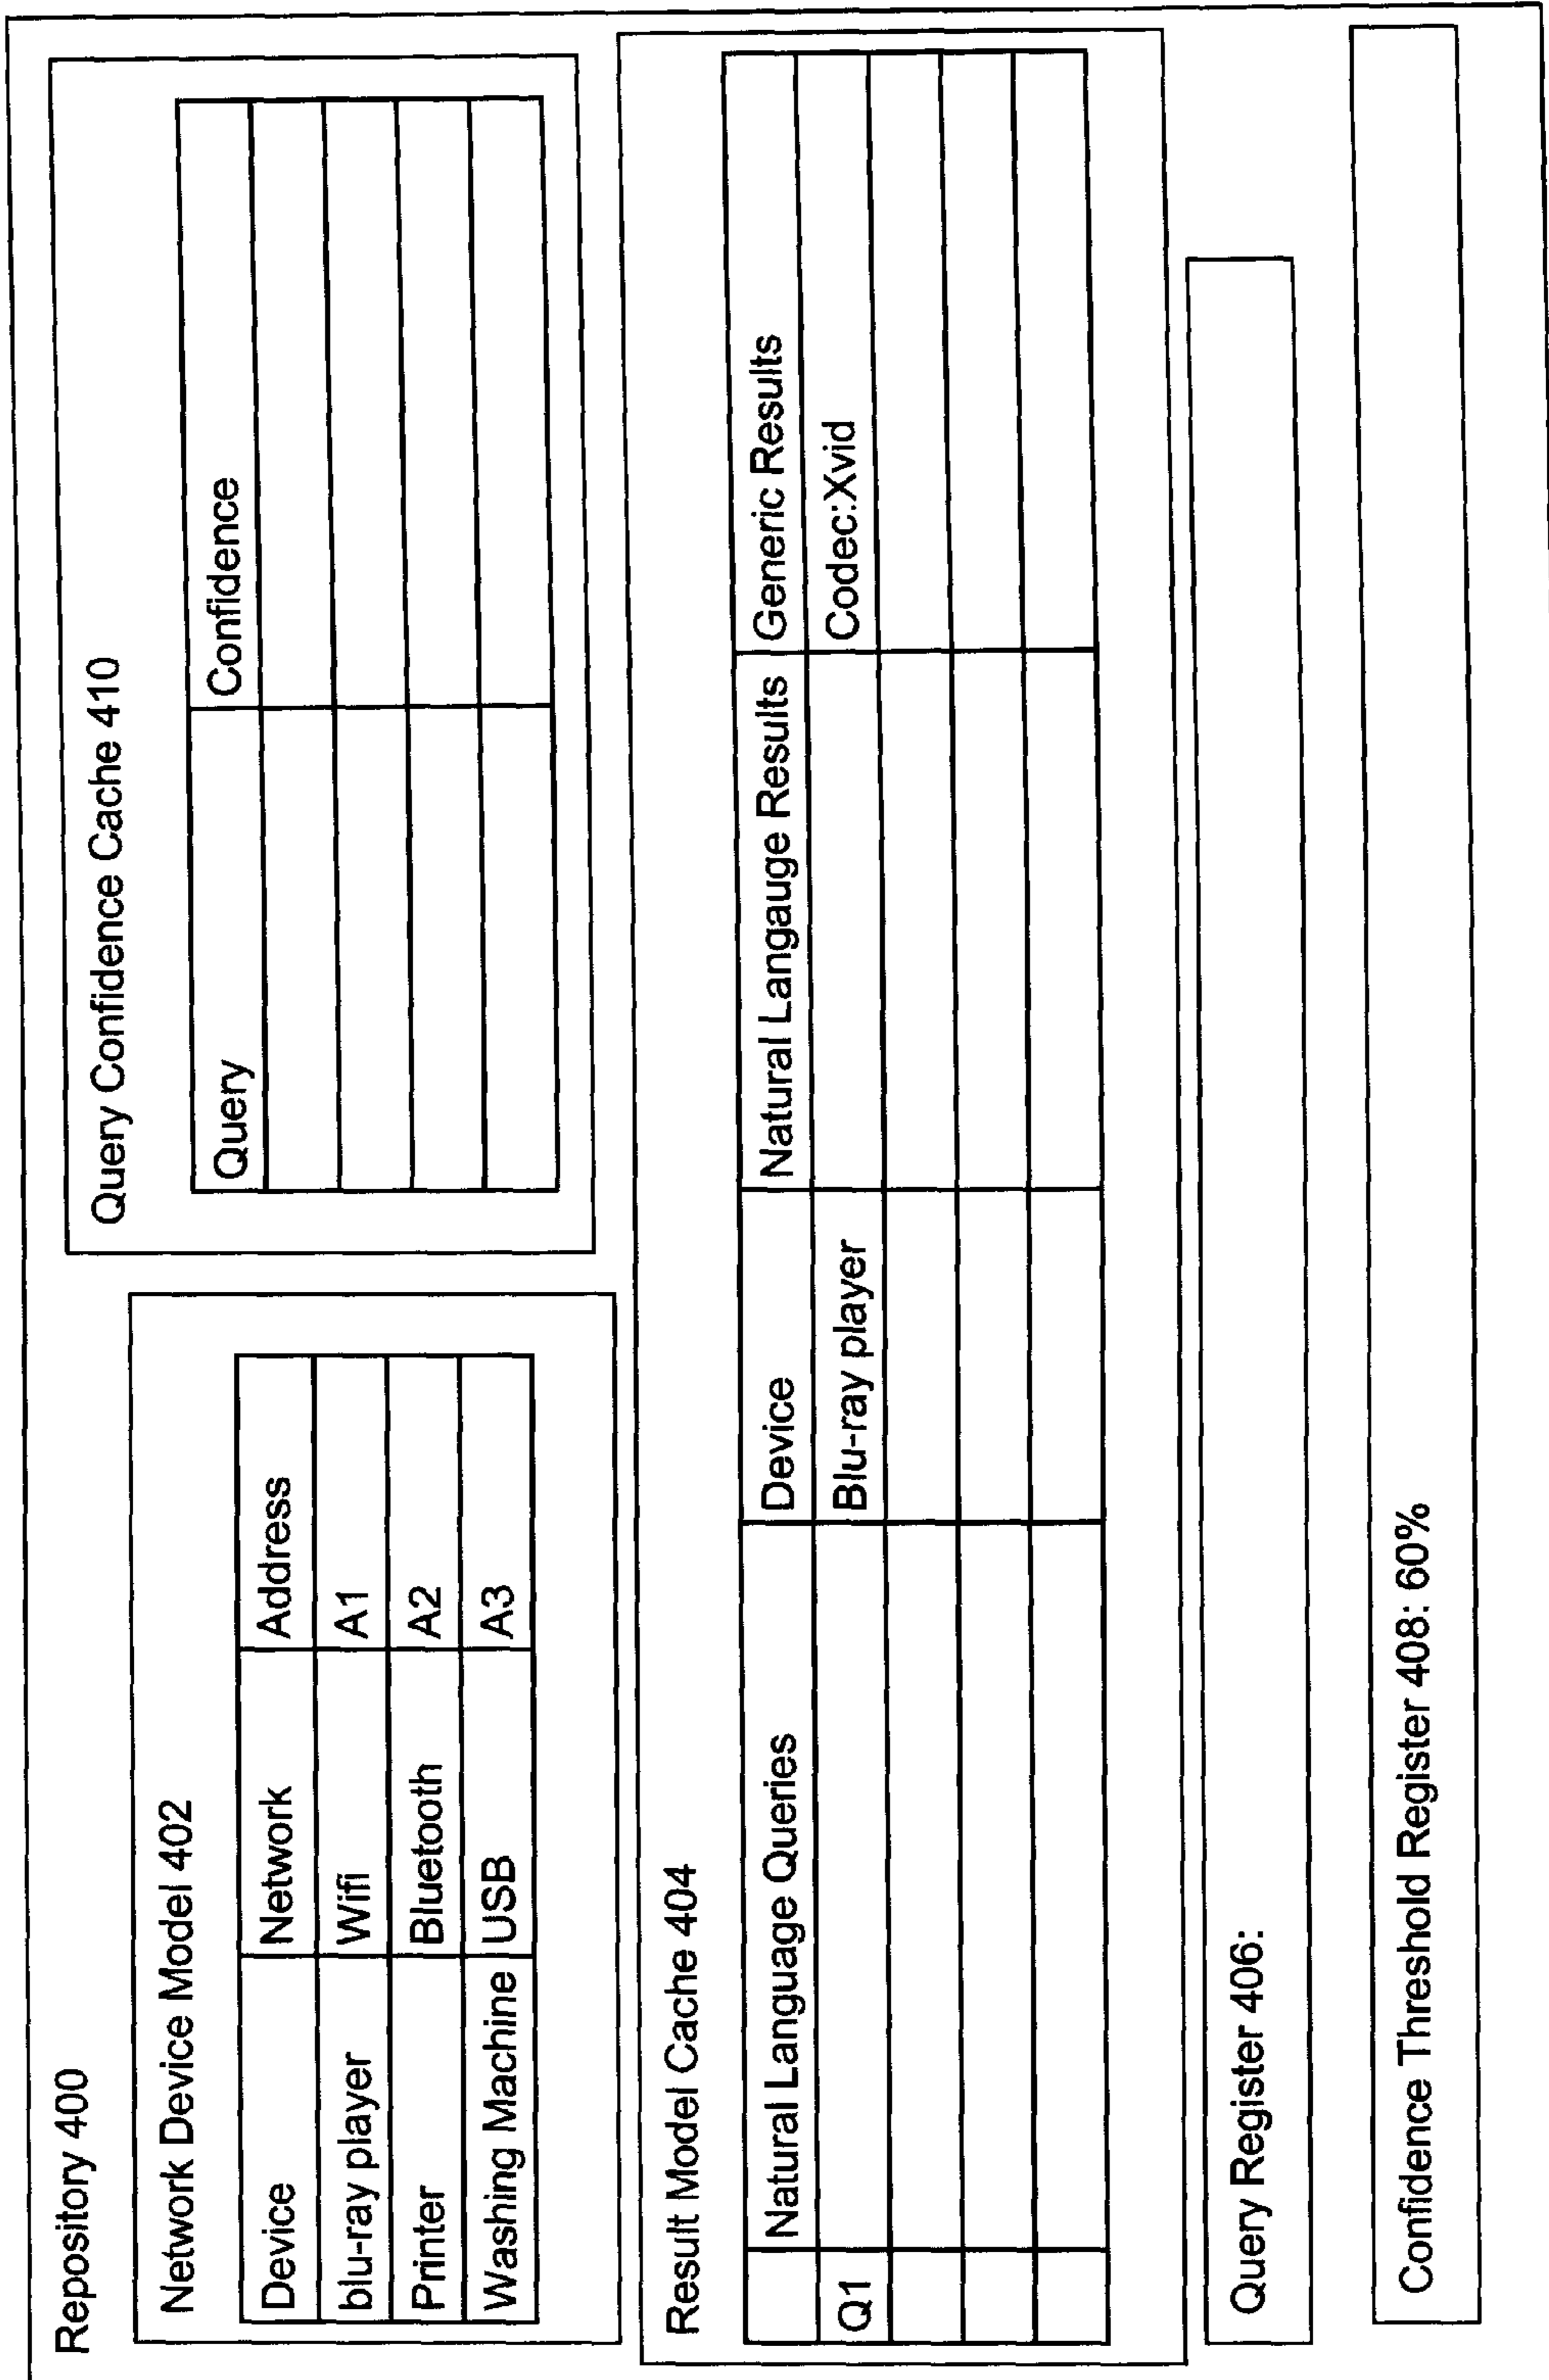 Repository 400
Network Device Model 402
Device Network Address
blu-ray player Wifi A1
Printer Bluetooth A2
Washing Machine USB A3
Query Confidence Cache 410
Query Confidence
Result Model Cache 404
Natural Language Queries Device Natural Langauge Results Generic Results
Q1 Blu-ray player Codec:Xvid
Query Register 406:
Confidence Threshold Register 408: 60%